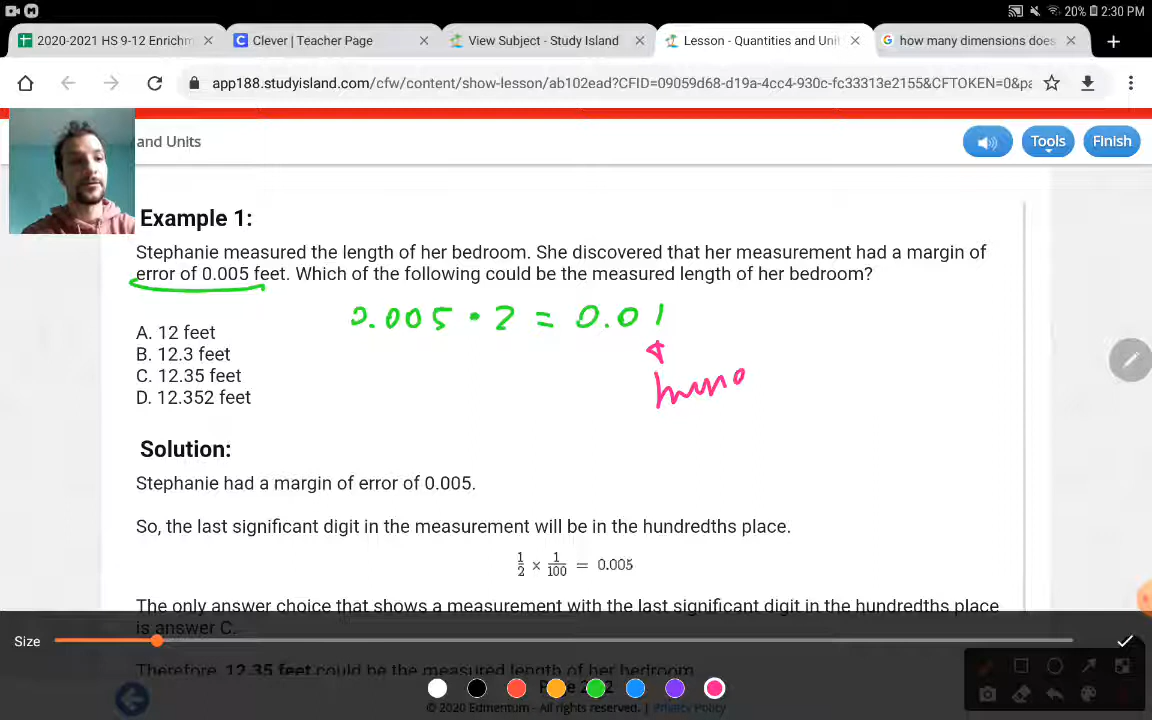 20% 2:30 PM
2020-2021 HS 9-12 Enrichm
Clever | Teacher Page
View Subject - Study Island
Lesson - Quantities and Unit
how many dimensions does
app188.studyisland.com/cfw/content/show-lesson/ab102ead?CFID=09059d68-d19a-4cc4-930c-fc33313e2155&CFTOKEN=0&pa
and Units
Tools
Finish
Example 1:
Stephanie measured the length of her bedroom. She discovered that her measurement had a margin of
error of 0.005 feet. Which of the following could be the measured length of her bedroom?
0.005 · 2 = 0.01
A. 12 feet
B. 12.3 feet
C. 12.35 feet
D. 12.352 feet
hund
Solution:
Stephanie had a margin of error of 0.005.
So, the last significant digit in the measurement will be in the hundredths place.
1/2 × 1/100 = 0.005
The only answer choice that shows a measurement with the last significant digit in the hundredths place
is answer C.
Size
Therefore, 12.35 feet could be the measured length of her bedroom.
© 2020 Edmentum - All rights reserved. | Privacy Policy